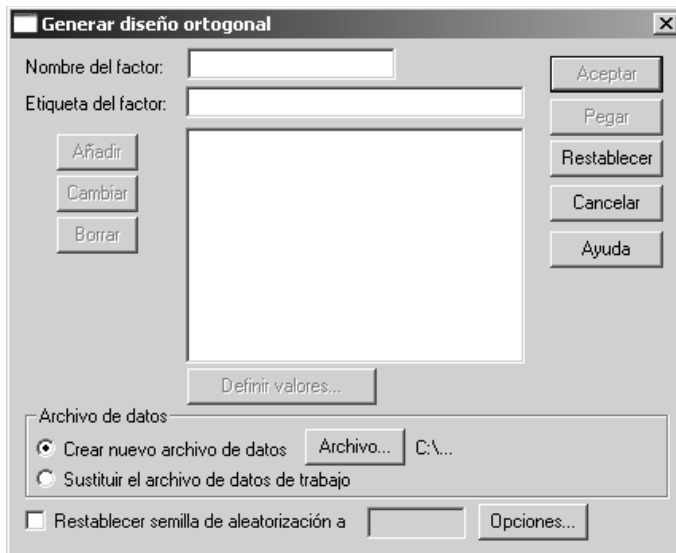 Generar diseño ortogonal
Nombre del factor:
Aceptar
Etiqueta del factor:
Pegar
Añadir
Restablecer
Cambiar
Cancelar
Borrar
Ayuda
Definir valores...
Archivo de datos
Crear nuevo archivo de datos Archivo... C:\...
Sustituir el archivo de datos de trabajo
Restablecer semilla de aleatorización a Opciones...